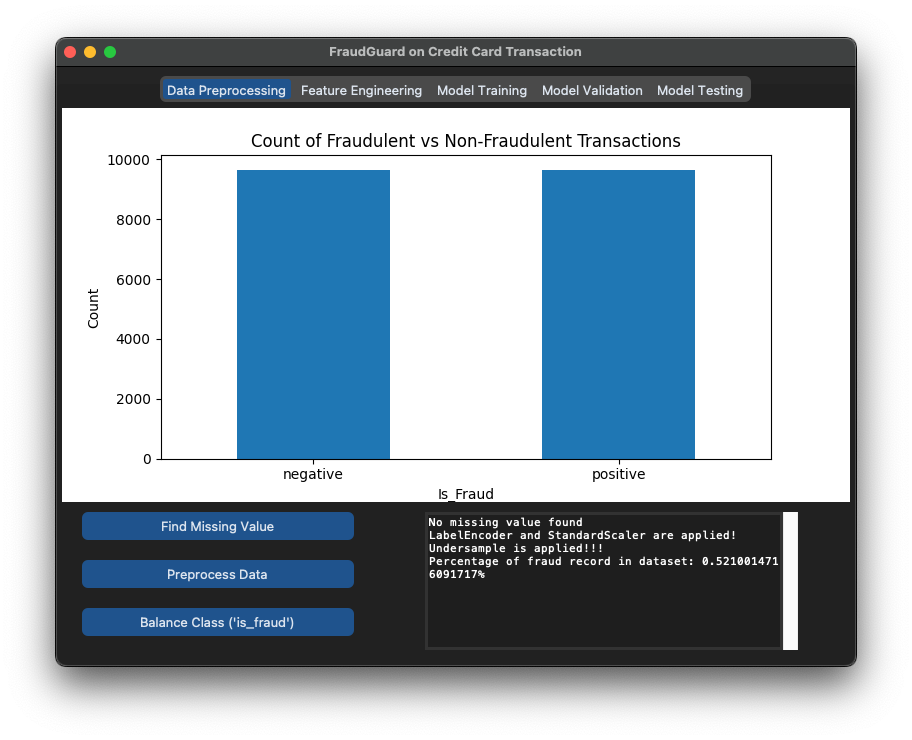 FraudGuard on Credit Card Transaction
Data Preprocessing Feature Engineering Model Training Model Validation Model Testing
Count of Fraudulent vs Non-Fraudulent Transactions
10000
8000
6000
4000
2000
0
Count
negative positive
Is_Fraud
Find Missing Value
Preprocess Data
Balance Class ('is_fraud')
No missing value found
LabelEncoder and StandardScaler are applied!
Undersample is applied!!!
Percentage of fraud record in dataset: 0.521001471
6091717%